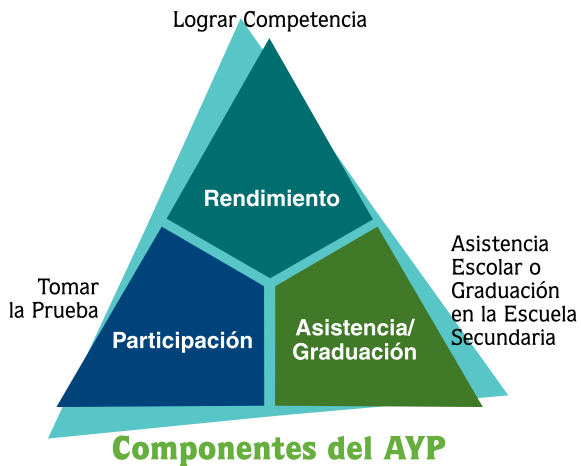 Lograr Competencia
Rendimiento
Tomar
la Prueba
Participación
Asistencia/
Graduación
Asistencia
Escolar o
Graduación
en la Escuela
Secundaria
Componentes del AYP